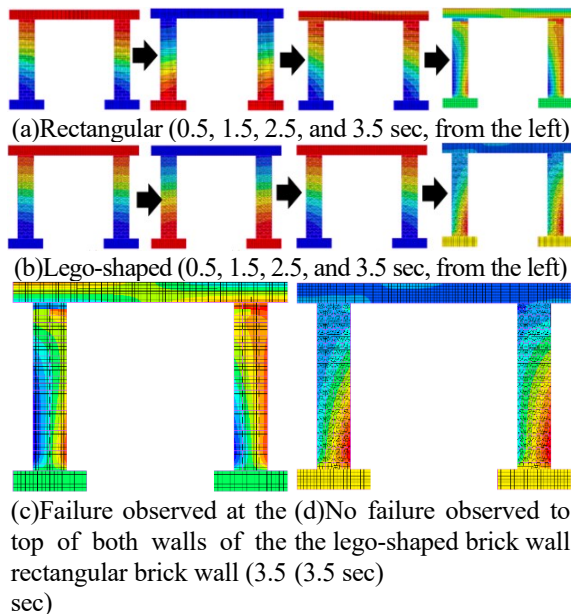 (a)Rectangular (0.5, 1.5, 2.5, and 3.5 sec, from the left)
(b)Lego-shaped (0.5, 1.5, 2.5, and 3.5 sec, from the left)
(c)Failure observed at the
top of both walls of the
rectangular brick wall (3.5
sec)
(d)No failure observed to
the lego-shaped brick wall
(3.5 sec)